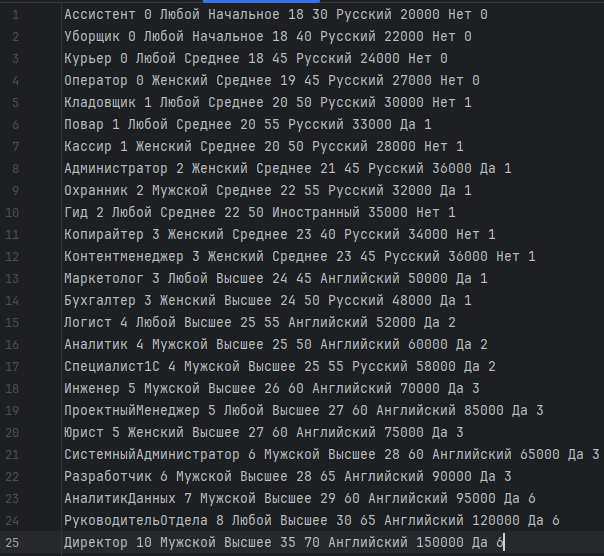 1 Ассистент 0 Любой Начальное 18 30 Русский 20000 Нет 0
2 Уборщик 0 Любой Начальное 18 40 Русский 22000 Нет 0
3 Курьер 0 Любой Среднее 18 45 Русский 24000 Нет 0
4 Оператор 0 Женский Среднее 19 45 Русский 27000 Нет 0
5 Кладовщик 1 Любой Среднее 20 50 Русский 30000 Нет 1
6 Повар 1 Любой Среднее 20 55 Русский 33000 Да 1
7 Кассир 1 Женский Среднее 20 50 Русский 28000 Нет 1
8 Администратор 2 Женский Среднее 21 45 Русский 36000 Да 1
9 Охранник 2 Мужской Среднее 22 55 Русский 32000 Да 1
10 Гид 2 Любой Среднее 22 50 Иностранный 35000 Нет 1
11 Копирайтер 3 Женский Среднее 23 40 Русский 34000 Нет 1
12 Контентменеджер 3 Женский Среднее 23 45 Русский 36000 Нет 1
13 Маркетолог 3 Любой Высшее 24 45 Английский 50000 Да 1
14 Бухгалтер 3 Женский Высшее 24 50 Русский 48000 Да 1
15 Логист 4 Любой Высшее 25 55 Английский 52000 Да 2
16 Аналитик 4 Мужской Высшее 25 50 Английский 60000 Да 2
17 Специалист1С 4 Мужской Высшее 25 55 Русский 58000 Да 2
18 Инженер 5 Мужской Высшее 26 60 Английский 70000 Да 3
19 ПроектныйМенеджер 5 Любой Высшее 27 60 Английский 85000 Да 3
20 Юрист 5 Женский Высшее 27 60 Английский 75000 Да 3
21 СистемныйАдминистратор 6 Мужской Высшее 28 60 Английский 65000 Да 3
22 Разработчик 6 Мужской Высшее 28 65 Английский 90000 Да 3
23 АналитикДанных 7 Мужской Высшее 29 60 Английский 95000 Да 6
24 РуководительОтдела 8 Любой Высшее 30 65 Английский 120000 Да 6
25 Директор 10 Мужской Высшее 35 70 Английский 150000 Да 6